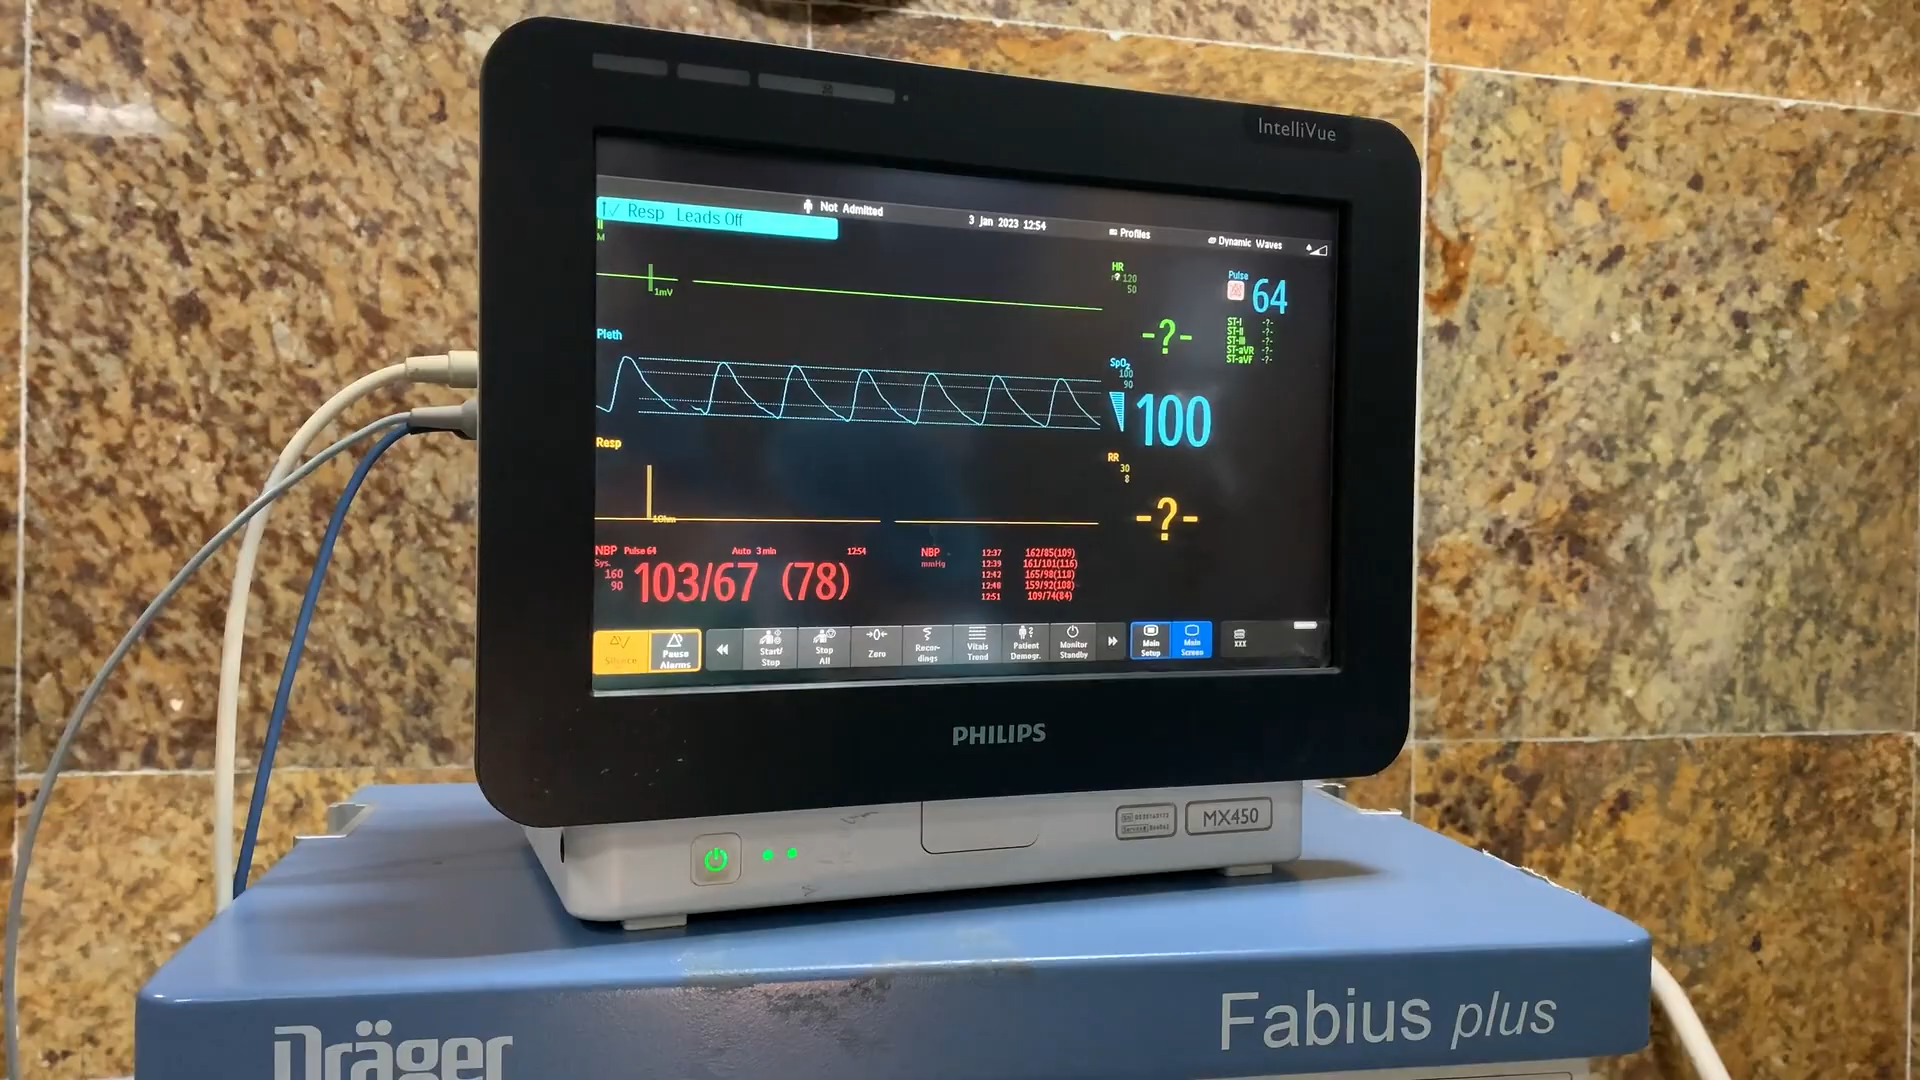 IntelliVue
Resp Leads Off
Not Admitted
3 Jan 2023 12:54
Profiles
Dynamic Waves
II
M
1mV
HR
120
50
-?-
Pulse
64
ST-I -?-
ST-II -?-
ST-III -?-
ST-aVR -?-
ST-aVF -?-
Pleth
SpO₂
100
90
100
Resp
1Ohm
RR
30
8
-?-
NBP Pulse 64 Auto 3 min 12:54
Sys.
160
90
103/67 (78)
NBP
mmHg
12:37 162/85(109)
12:39 161/101(116)
12:42 165/98(118)
12:48 159/92(108)
12:51 109/74(84)
Silence
Pause
Alarms
Start/
Stop
Stop
All
Zero
Recor-
dings
Vitals
Trend
Patient
Demogr.
Monitor
Standby
Main
Setup
Main
Screen
XXX
PHILIPS
MX450
Dräger
Fabius plus